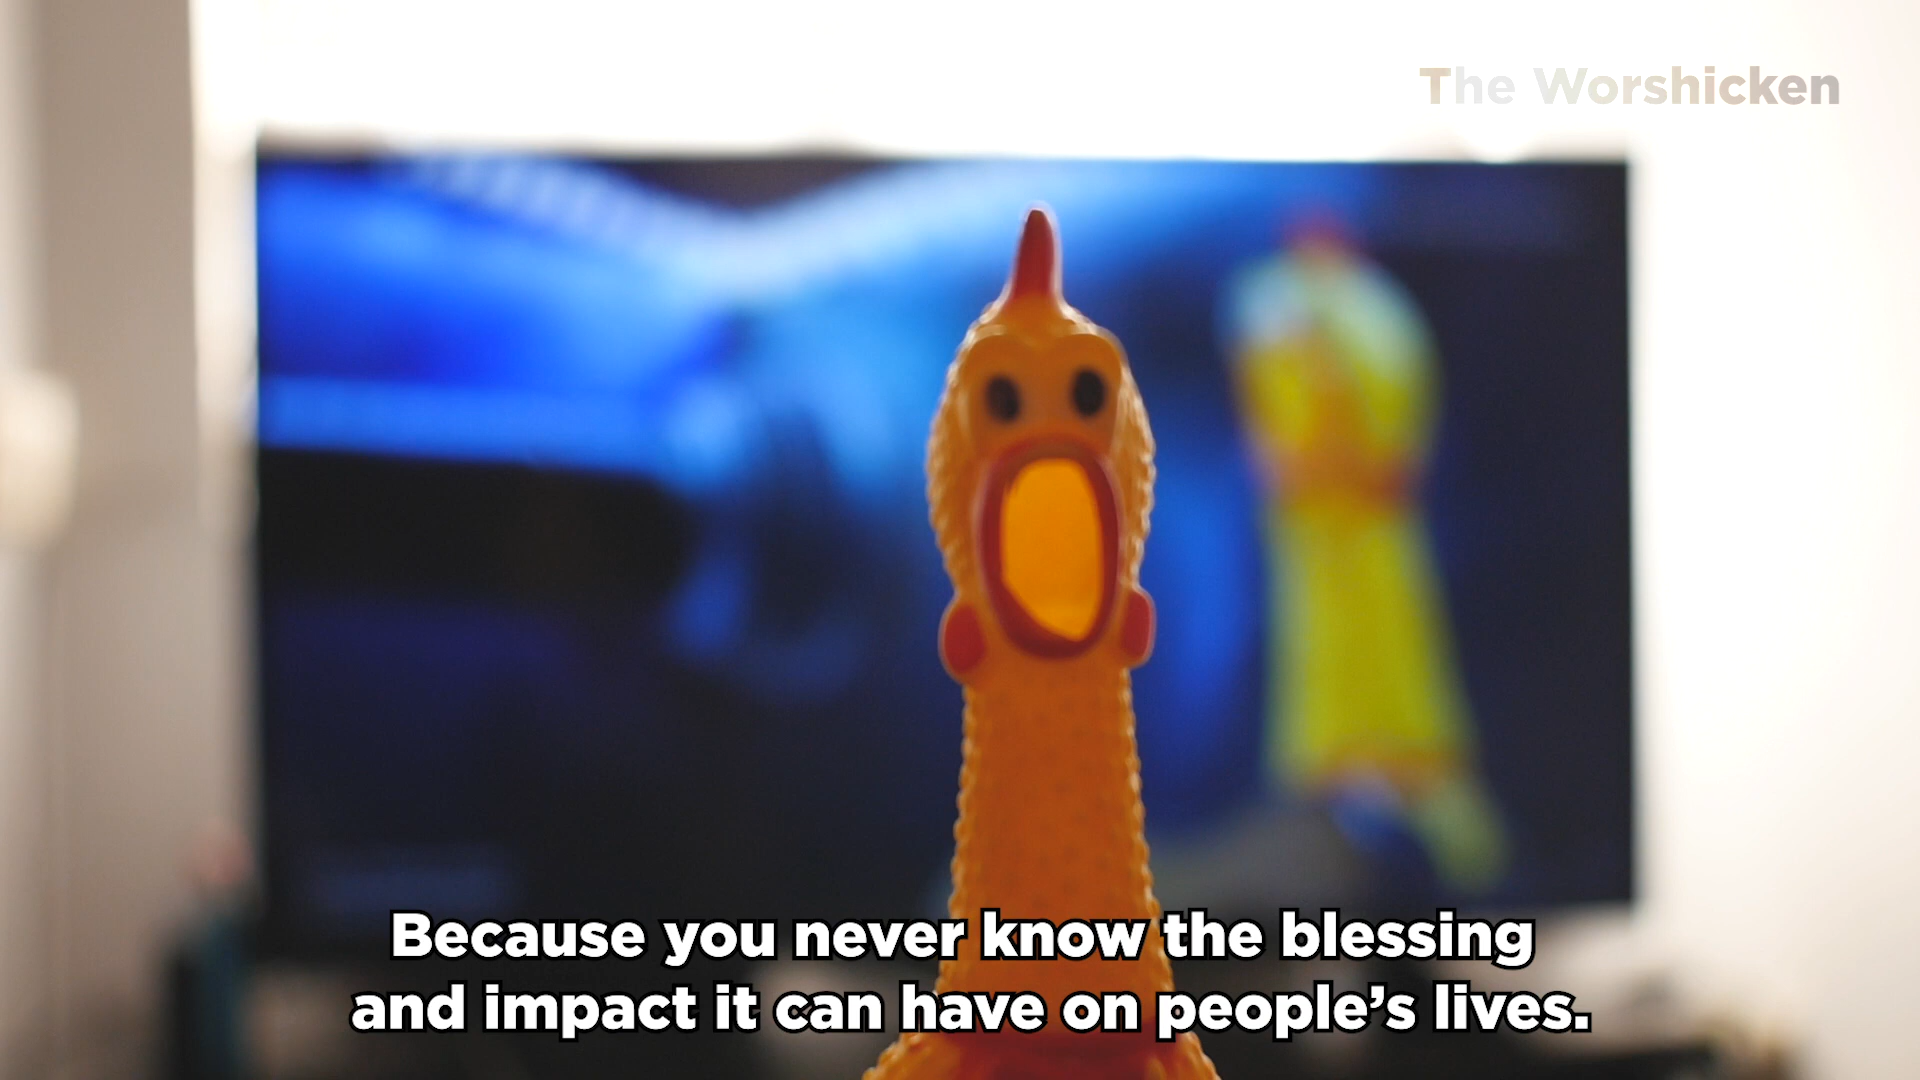 The Worshicken
Because you never know the blessing
and impact it can have on people’s lives.